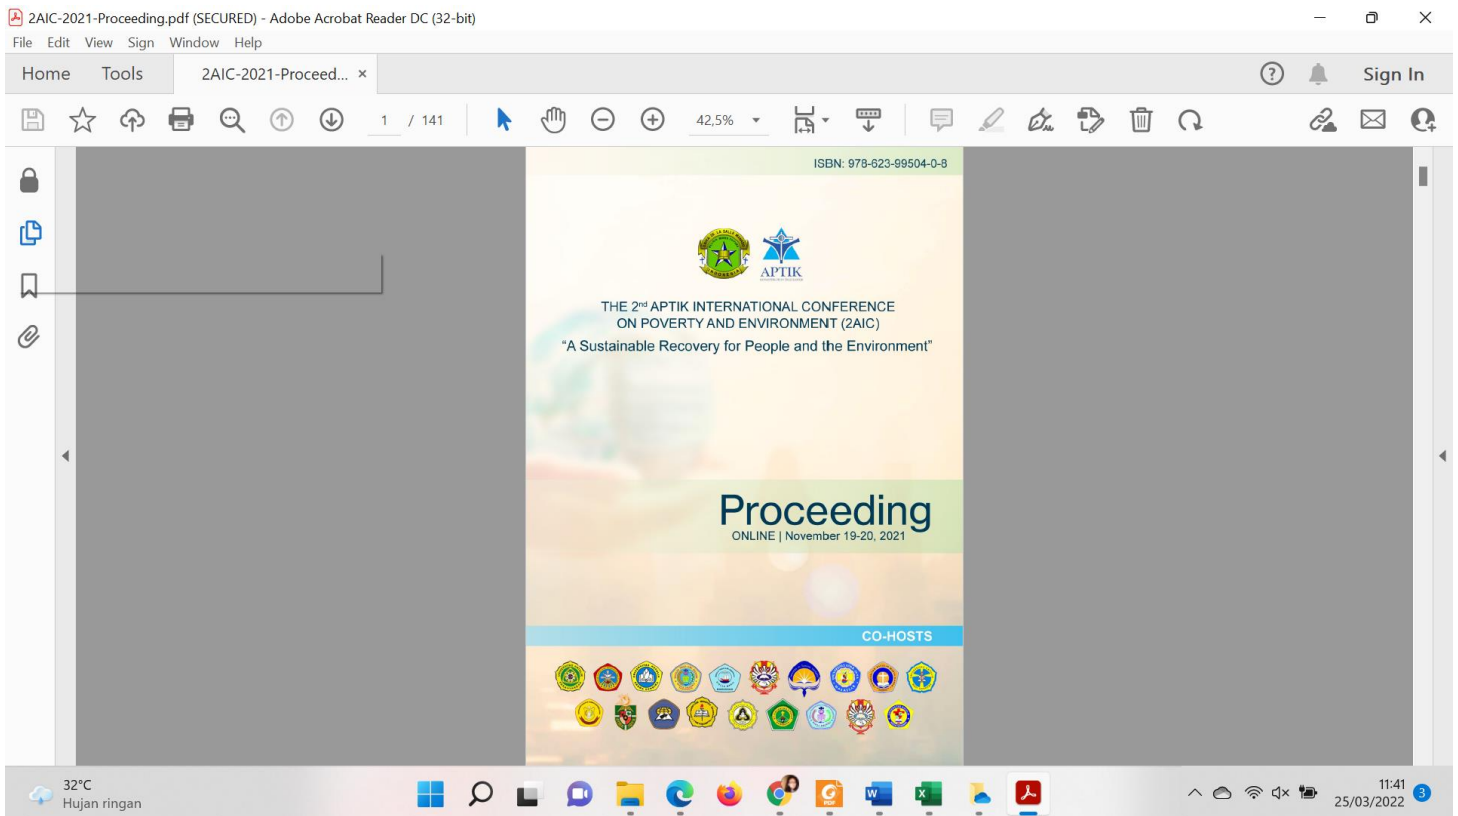 2AIC-2021-Proceeding.pdf (SECURED) - Adobe Acrobat Reader DC (32-bit)
File Edit View Sign Window Help
Home Tools 2AIC-2021-Proceed... × Sign In
1 / 141 42,5%
ISBN: 978-623-99504-0-8
APTIK
THE 2nd APTIK INTERNATIONAL CONFERENCE
ON POVERTY AND ENVIRONMENT (2AIC)
“A Sustainable Recovery for People and the Environment”
Proceeding
ONLINE | November 19-20, 2021
CO-HOSTS
32°C
Hujan ringan
11:41
25/03/2022
3